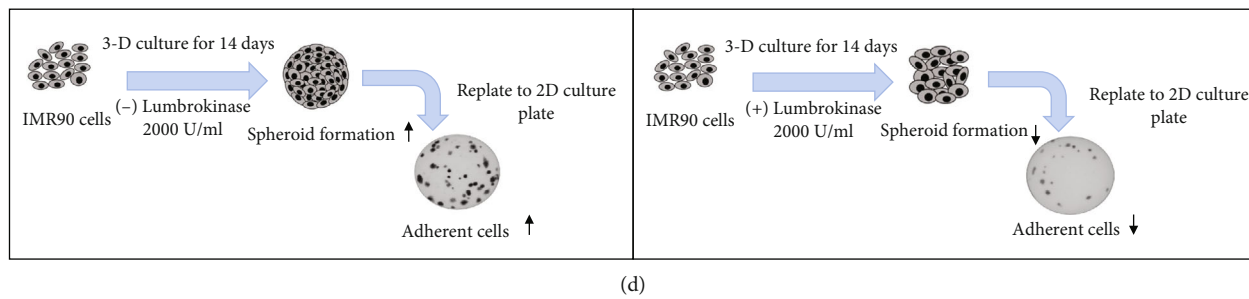 3-D culture for 14 days
(–) Lumbrokinase
2000 U/ml
IMR90 cells
Spheroid formation
Replate to 2D culture
plate
Adherent cells
3-D culture for 14 days
(+) Lumbrokinase
2000 U/ml
IMR90 cells
Spheroid formation
Replate to 2D culture
plate
Adherent cells
(d)